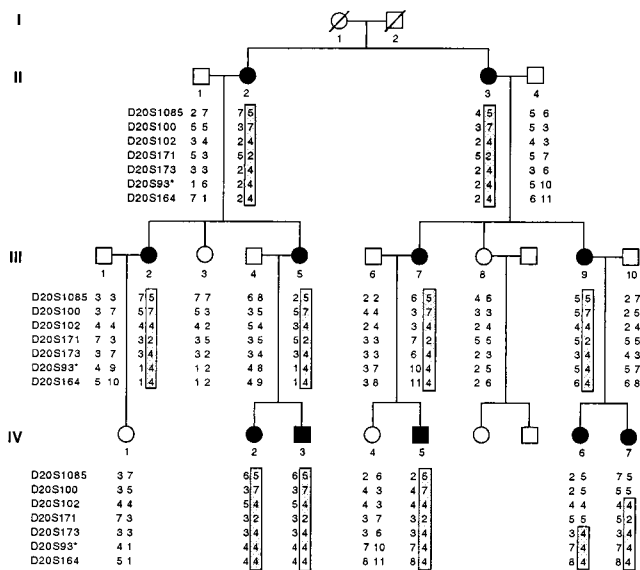 I
1 2
II
1 2 3 4
D20S1085 2 7 7 5 4 5 5 6
D20S100 5 5 3 7 3 7 5 5
D20S102 3 4 2 4 2 4 4 3
D20S171 5 3 5 2 5 2 5 7
D20S173 3 3 2 4 2 4 3 6
D20S93* 1 6 2 4 2 4 5 10
D20S164 7 1 2 4 2 4 6 11
III
1 2 3 4 5 6 7 8 9 10
D20S1085 3 3 7 5 7 7 6 8 2 5 2 2 6 5 4 6 5 5 2 7
D20S100 3 7 5 7 5 3 3 5 5 7 4 4 3 7 3 3 5 7 2 5
D20S102 4 4 4 4 4 2 5 4 3 4 2 4 3 4 3 4 4 4 2 4
D20S171 7 3 3 2 3 5 3 5 5 2 3 3 7 2 5 5 5 2 5 5
D20S173 3 7 3 4 3 2 3 4 3 4 3 3 6 4 2 3 3 4 4 3
D20S93* 4 9 1 4 1 2 4 8 1 4 3 7 10 4 2 5 5 4 5 7
D20S164 5 10 1 4 1 2 4 9 1 4 3 8 11 4 2 6 6 4 6 8
IV
1 2 3 4 5 6 7
D20S1085 3 7 6 5 6 5 2 6 2 5 2 5 7 5
D20S100 3 5 3 7 3 7 4 3 4 7 2 5 5 5
D20S102 4 4 5 4 5 4 4 3 4 4 4 4 4 4
D20S171 7 3 3 2 3 2 3 7 3 2 5 5 5 2
D20S173 3 3 3 4 3 4 3 6 3 4 3 4 3 4
D20S93* 4 1 4 4 4 4 7 10 7 4 7 4 7 4
D20S164 5 1 4 4 4 4 8 11 8 4 8 4 8 4